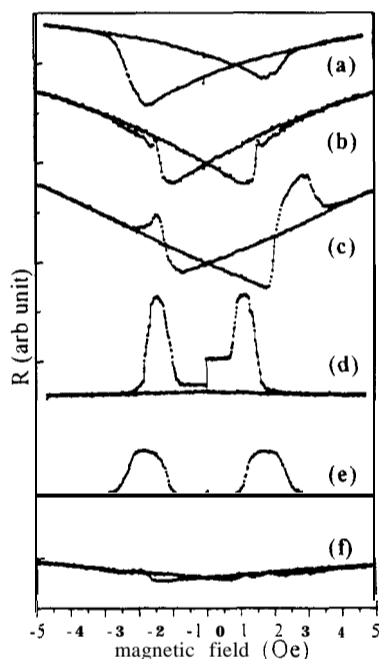 (a)
(b)
(c)
(d)
(e)
(f)
R (arb unit)
-5 -4 -3 -2 -1 0 1 2 3 4 5
magnetic field (Oe)